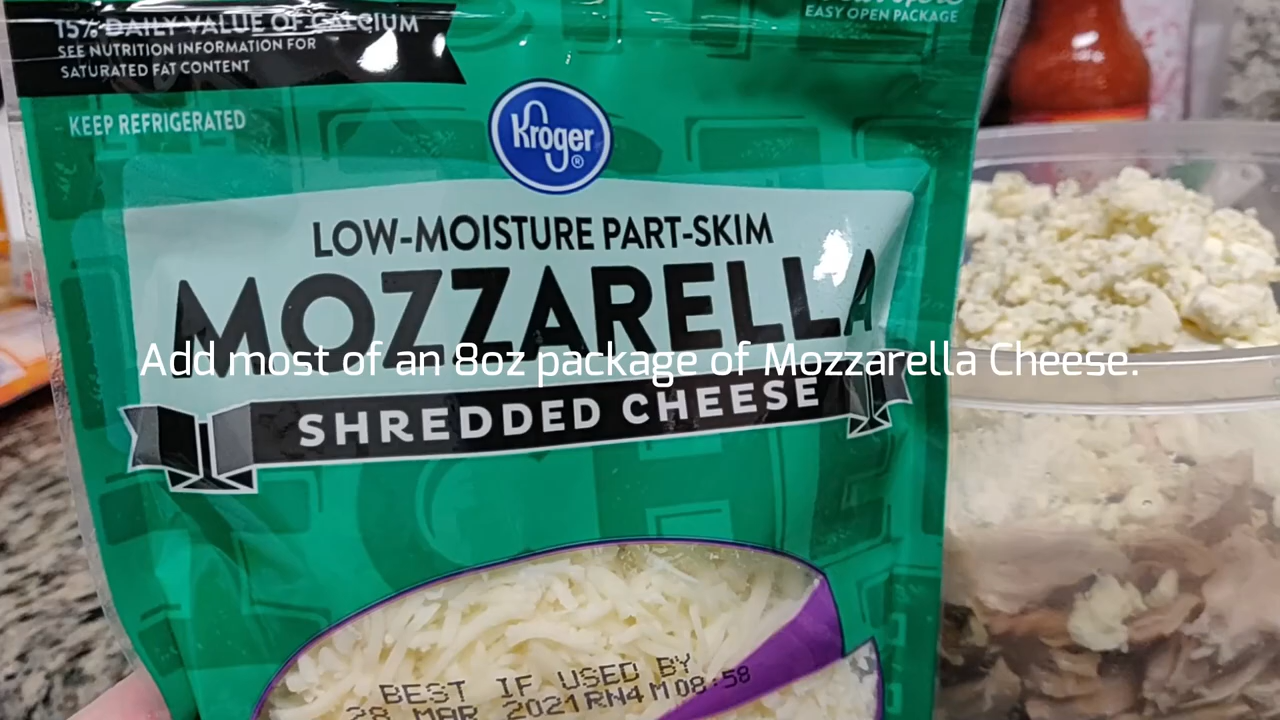 15% DAILY VALUE OF CALCIUM
SEE NUTRITION INFORMATION FOR
SATURATED FAT CONTENT
EASY OPEN PACKAGE
KEEP REFRIGERATED
Kroger®
LOW-MOISTURE PART-SKIM
MOZZARELLA
Add most of an 8oz package of Mozzarella Cheese.
SHREDDED CHEESE
BEST IF USED BY
28 MAR 2021 RN4 M 08:58